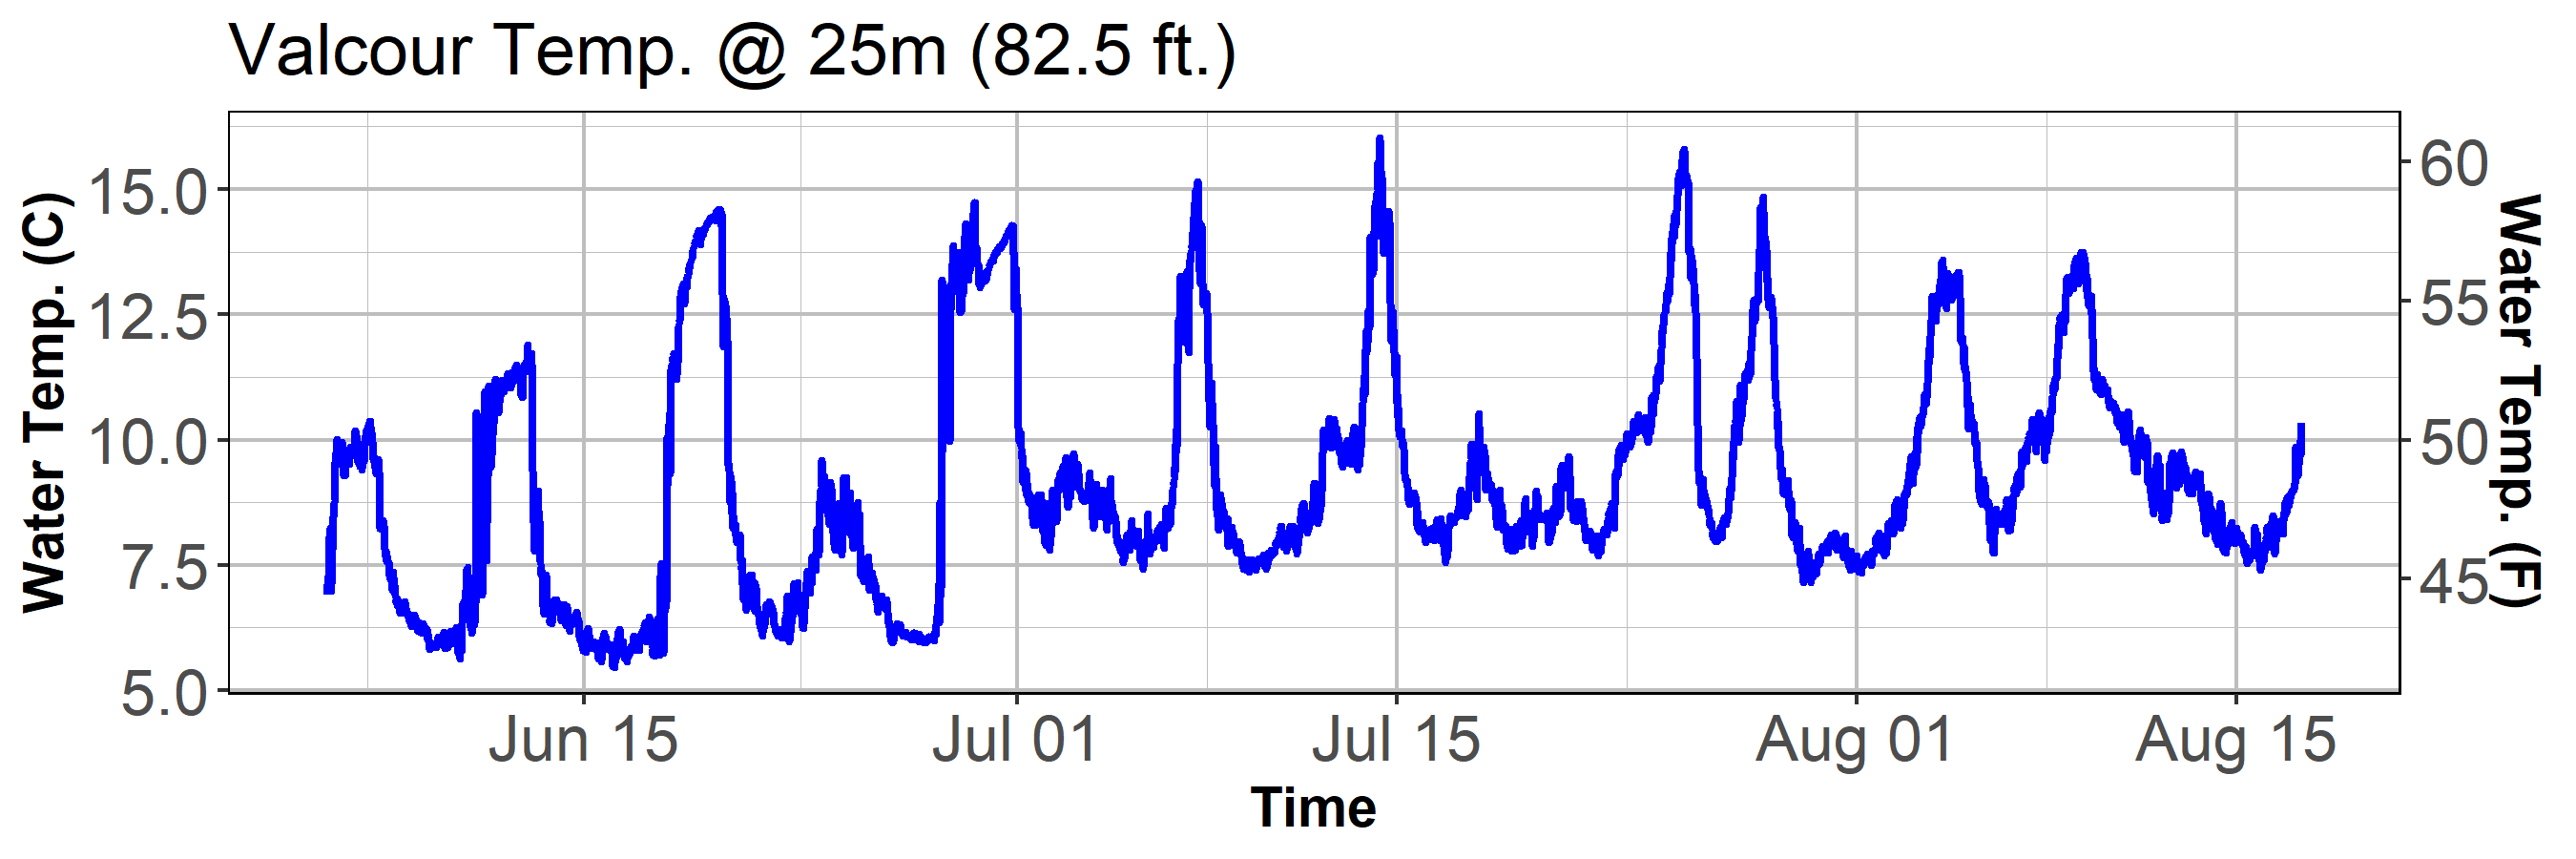 Valcour Temp. @ 25m (82.5 ft.)
Water Temp. (C)
15.0
12.5
10.0
7.5
5.0
60
55
50
45
Water Temp. (F)
Jun 15
Jul 01
Jul 15
Aug 01
Aug 15
Time